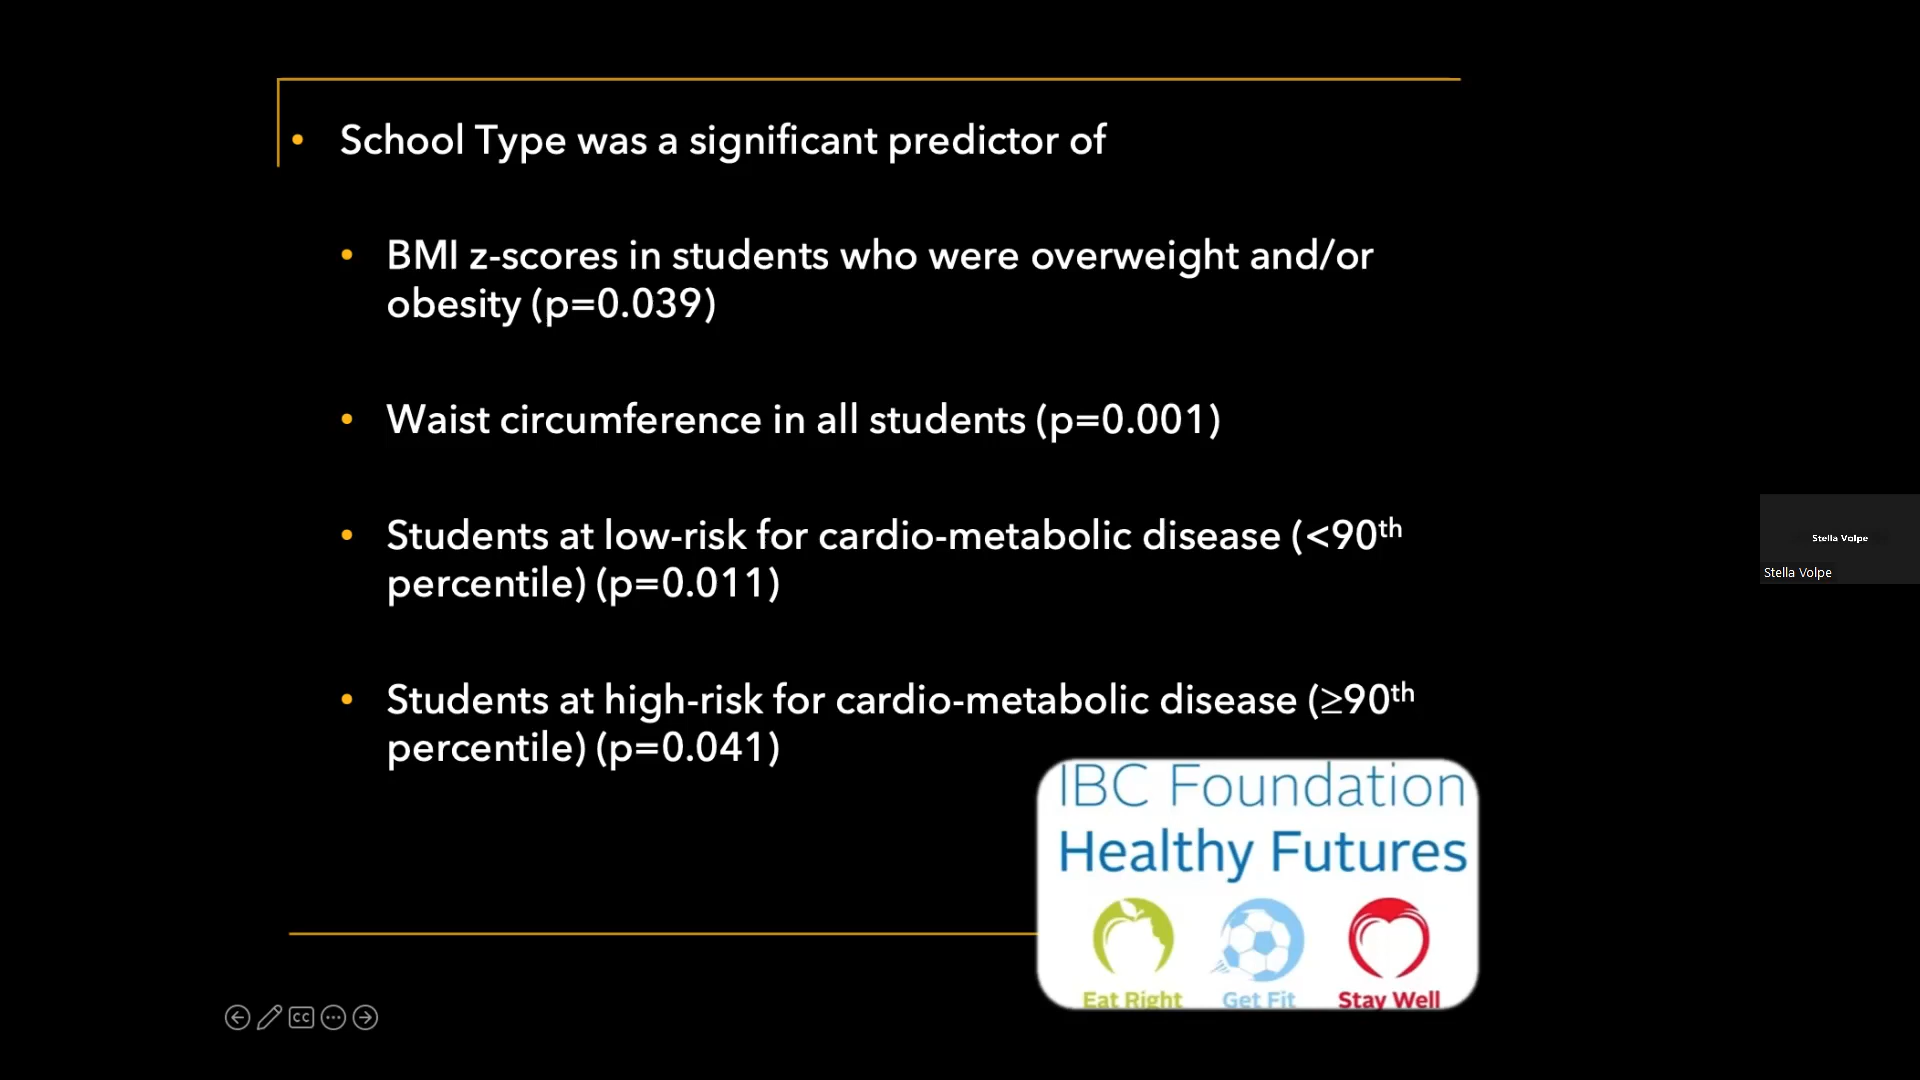 School Type was a significant predictor of
BMI z-scores in students who were overweight and/or
obesity (p=0.039)
Waist circumference in all students (p=0.001)
Students at low-risk for cardio-metabolic disease (<90th
percentile) (p=0.011)
Students at high-risk for cardio-metabolic disease (≥90th
percentile) (p=0.041)
Stella Volpe
Stella Volpe
IBC Foundation
Healthy Futures
Eat Right Get Fit Stay Well
CC